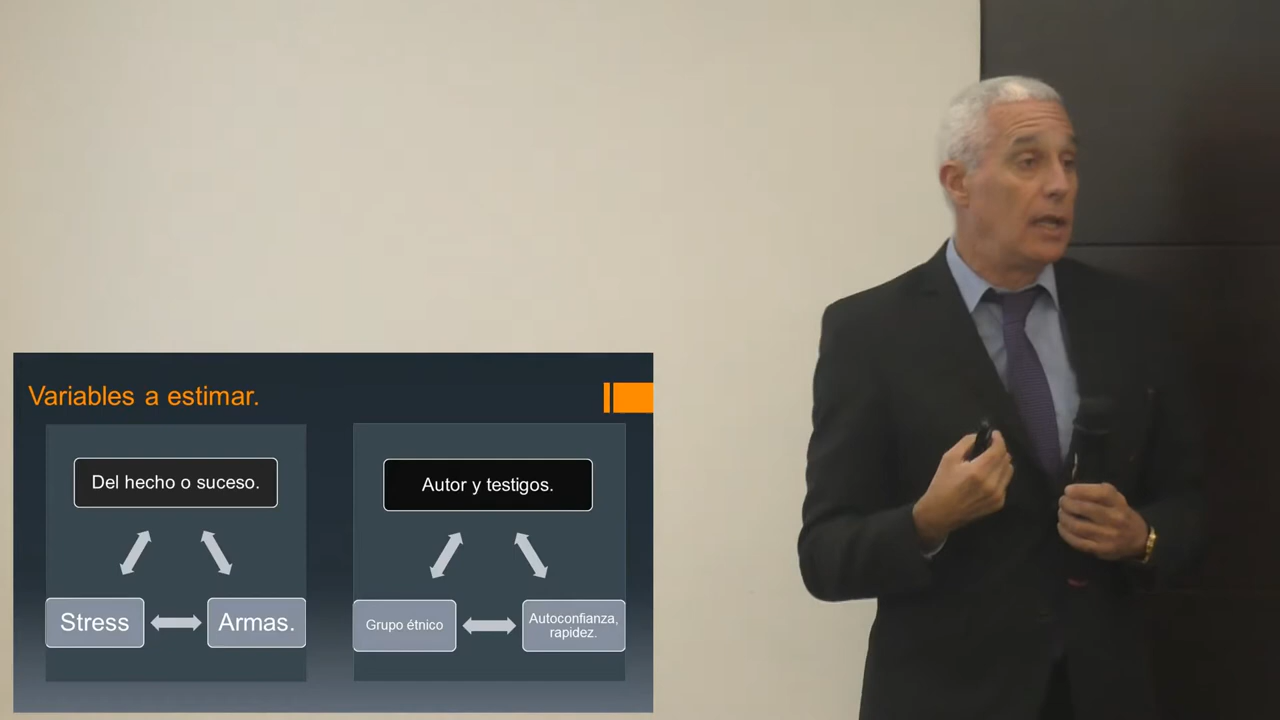 Variables a estimar.
Del hecho o suceso.
Stress
Armas.
Autor y testigos.
Grupo étnico
Autoconfianza,
rapidez.